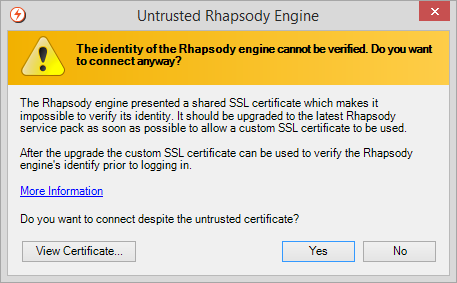 Untrusted Rhapsody Engine
The identity of the Rhapsody engine cannot be verified. Do you want
to connect anyway?
The Rhapsody engine presented a shared SSL certificate which makes it
impossible to verify its identity. It should be upgraded to the latest Rhapsody
service pack as soon as possible to allow a custom SSL certificate to be used.
After the upgrade the custom SSL certificate can be used to verify the Rhapsody
engine's identify prior to logging in.
More Information
Do you want to connect despite the untrusted certificate?
View Certificate...
Yes
No